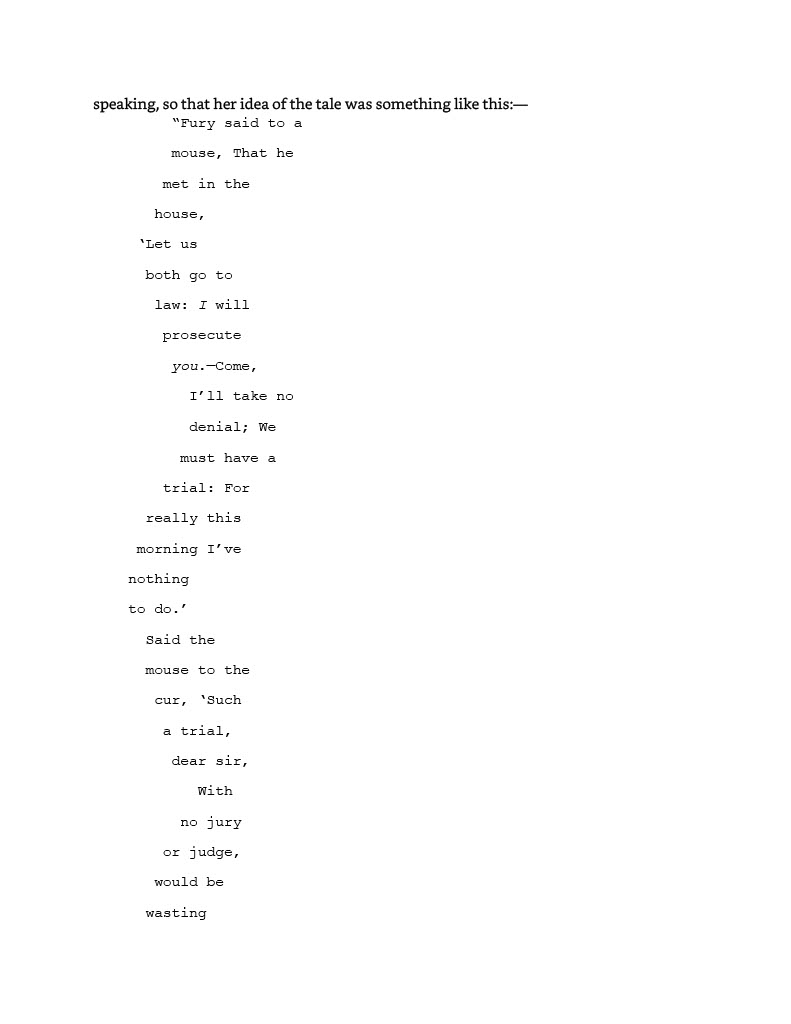 speaking, so that her idea of the tale was something like this:—
“Fury said to a
mouse, That he
met in the
house,
‘Let us
both go to
law: I will
prosecute
you.—Come,
I’ll take no
denial; We
must have a
trial: For
really this
morning I’ve
nothing
to do.’
Said the
mouse to the
cur, ‘Such
a trial,
dear sir,
With
no jury
or judge,
would be
wasting